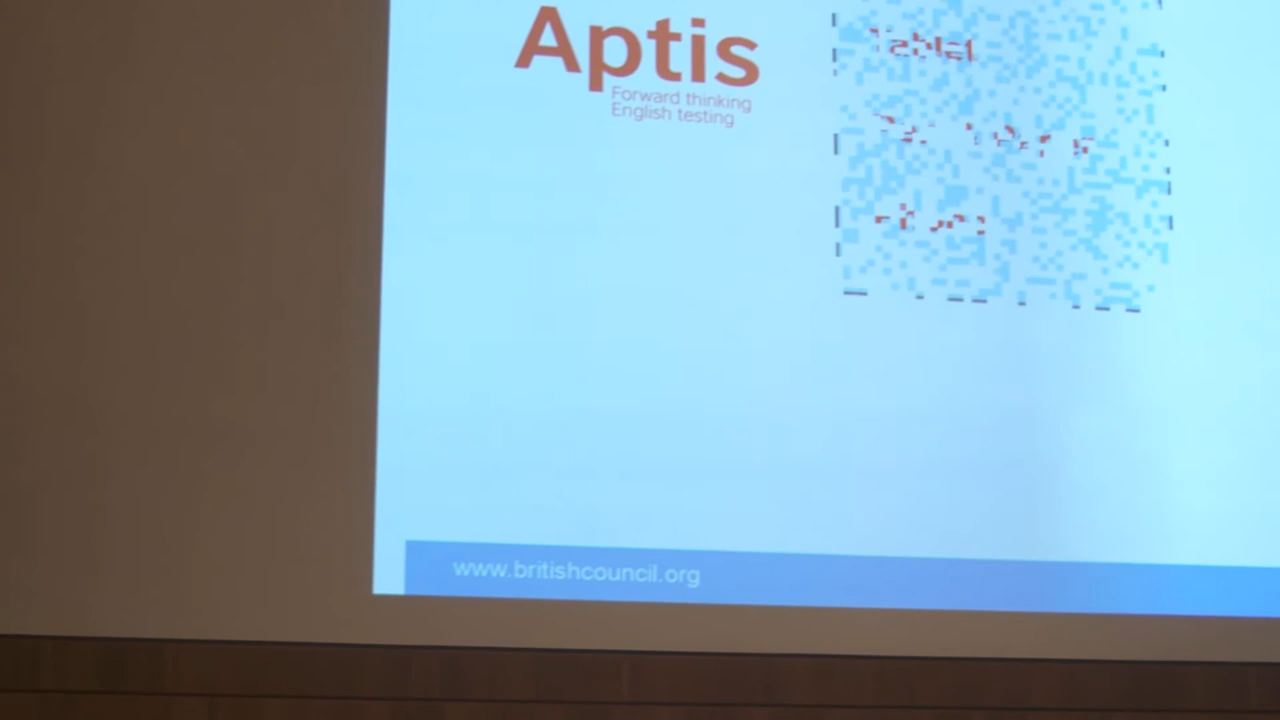 Aptis
Forward thinking
English testing
Tablet
www.britishcouncil.org